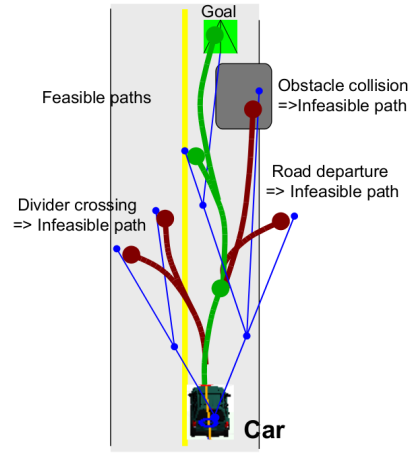 Goal
Feasible paths
Obstacle collision
=>Infeasible path
Road departure
=> Infeasible path
Divider crossing
=> Infeasible path
Car